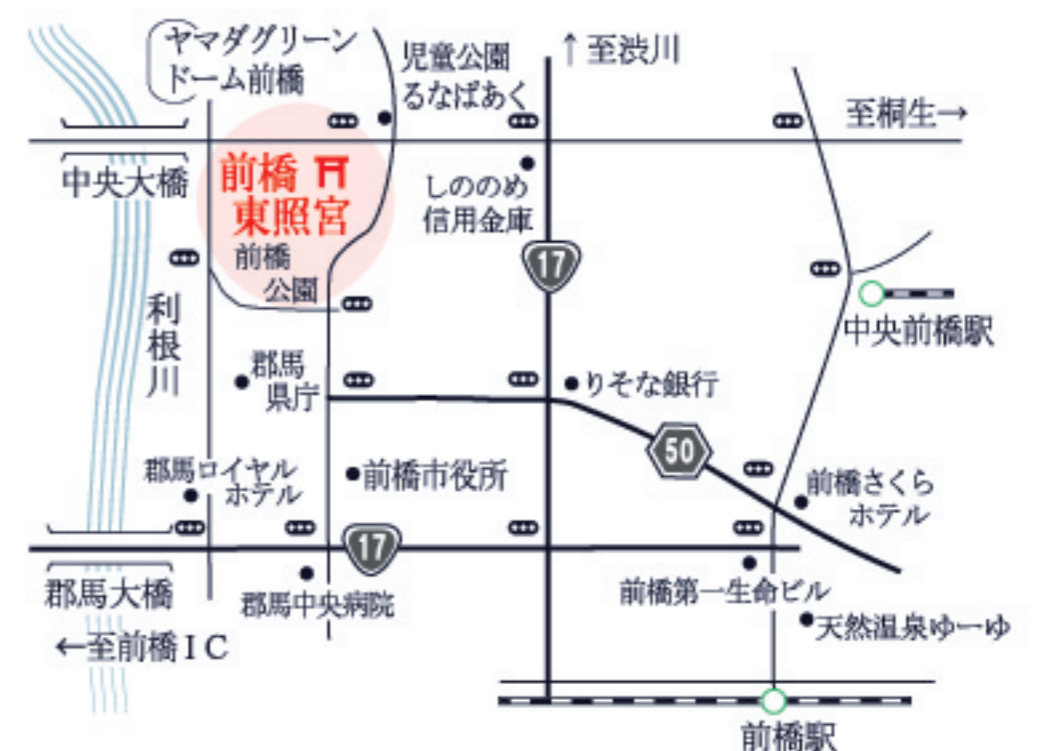 ヤマダグリーン
ドーム前橋
児童公園
るなぱあく
↑至渋川
至桐生→
中央大橋
前橋
東照宮
しののめ
信用金庫
前橋
公園
17
利根川
中央前橋駅
郡馬
県庁
りそな銀行
50
郡馬ロイヤル
ホテル
前橋市役所
前橋さくら
ホテル
17
郡馬大橋
郡馬中央病院
前橋第一生命ビル
天然温泉ゆーゆ
←至前橋IC
前橋駅